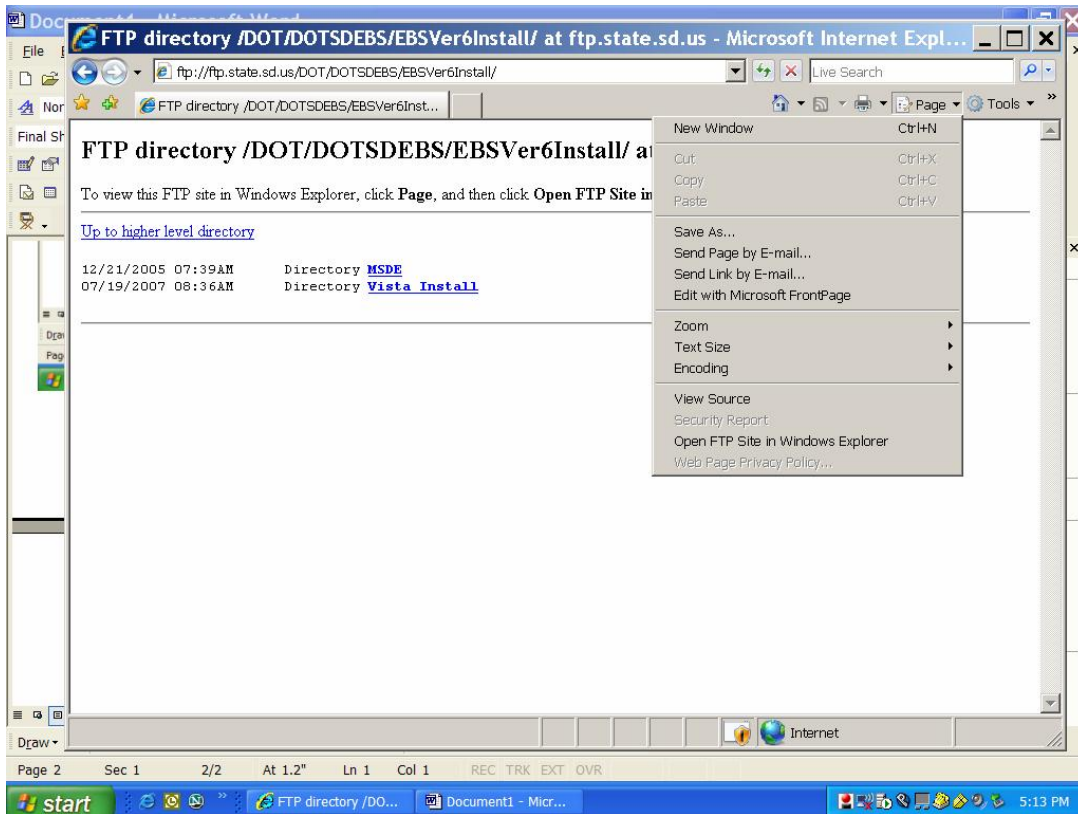 Document1 - Microsoft Word
FTP directory /DOT/DOTSDEBS/EBSVer6Install/ at ftp.state.sd.us - Microsoft Internet Expl...
File
ftp://ftp.state.sd.us/DOT/DOTSDEBS/EBSVer6Install/
Live Search
Nor
FTP directory /DOT/DOTSDEBS/EBSVer6Inst...
Page
Tools
»
Final Sh
FTP directory /DOT/DOTSDEBS/EBSVer6Install/ at
To view this FTP site in Windows Explorer, click Page, and then click Open FTP Site in
Up to higher level directory
12/21/2005 07:39AM Directory MSDE
07/19/2007 08:36AM Directory Vista Install
New Window Ctrl+N
Cut Ctrl+X
Copy Ctrl+C
Paste Ctrl+V
Save As...
Send Page by E-mail...
Send Link by E-mail...
Edit with Microsoft FrontPage
Zoom
Text Size
Encoding
View Source
Security Report
Open FTP Site in Windows Explorer
Web Page Privacy Policy...
Dra
Pag
Internet
Draw
Page 2 Sec 1 2/2 At 1.2" Ln 1 Col 1 REC TRK EXT OVR
start
»
FTP directory /DO...
Document1 - Micr...
5:13 PM